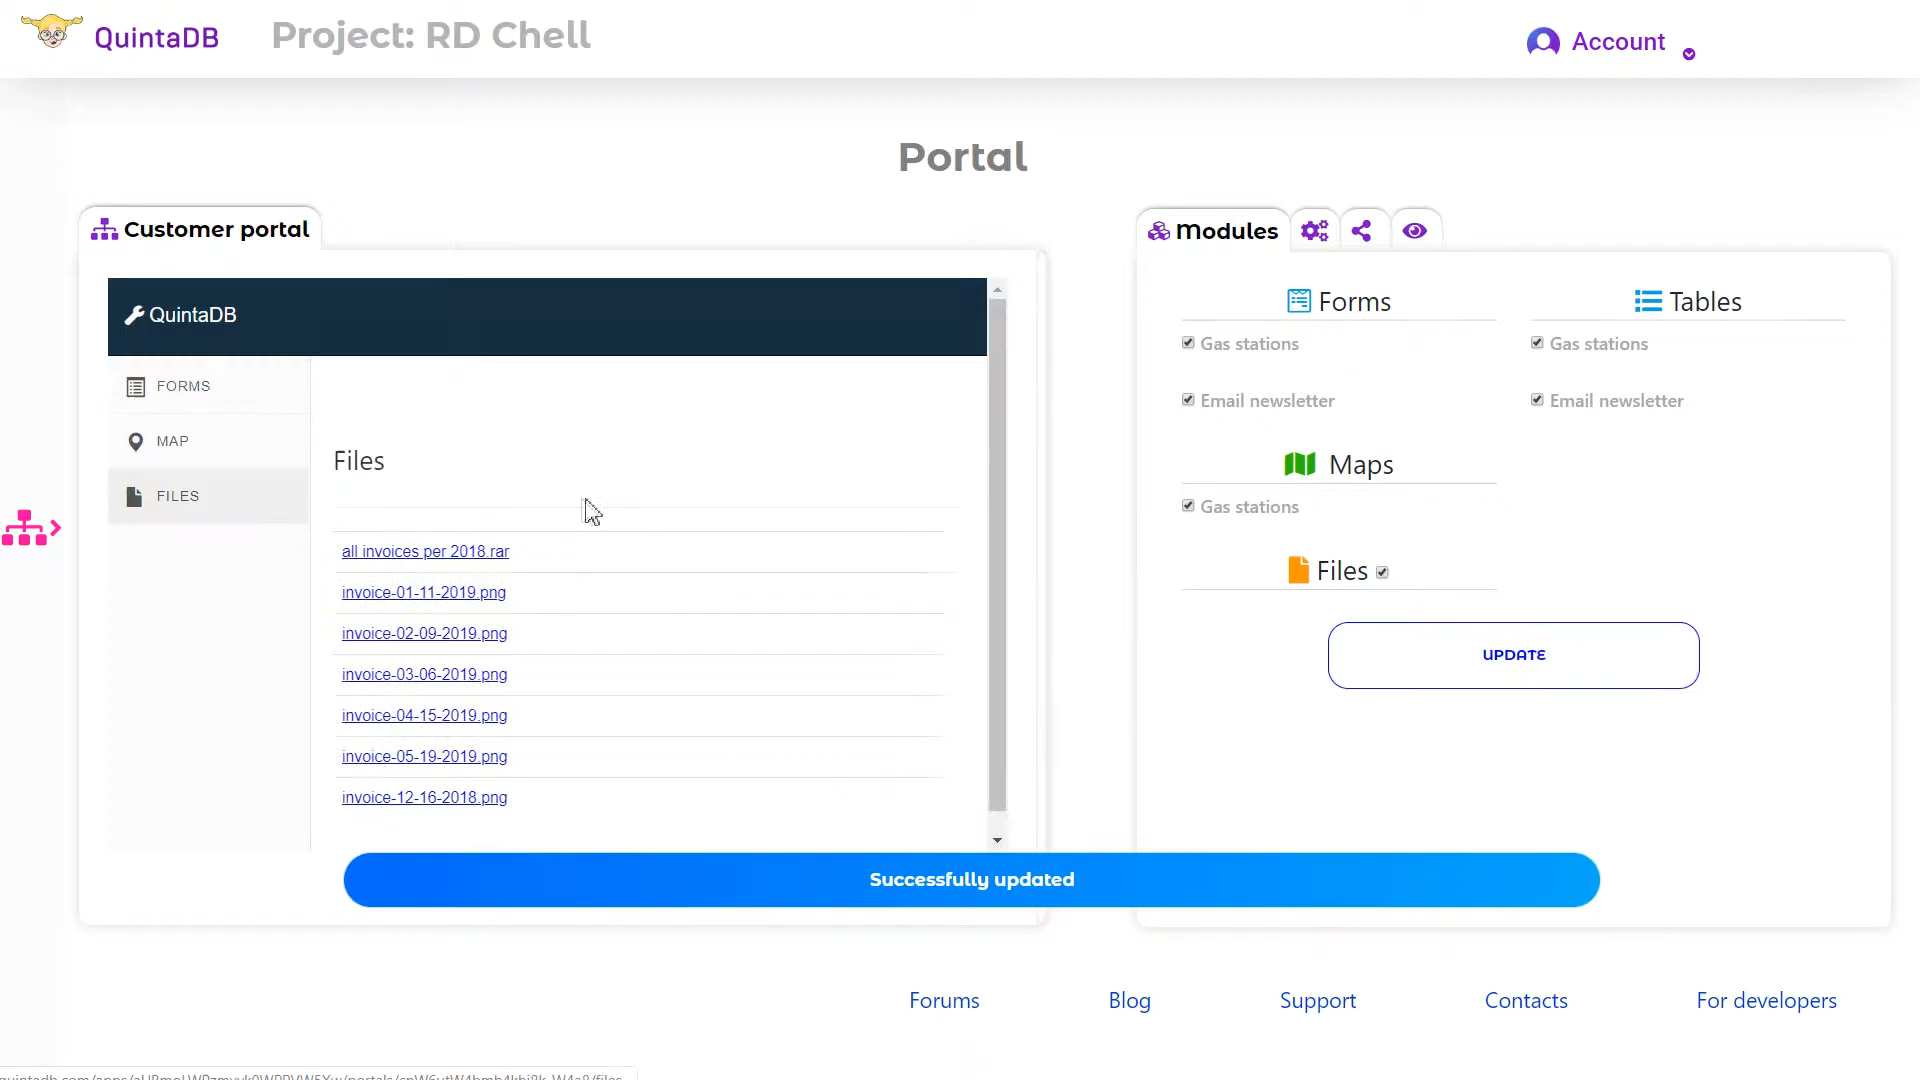 QuintaDB
Project: RD Chell
Account
Portal
Customer portal
QuintaDB
FORMS
MAP
FILES
Files
all invoices per 2018.rar
invoice-01-11-2019.png
invoice-02-09-2019.png
invoice-03-06-2019.png
invoice-04-15-2019.png
invoice-05-19-2019.png
invoice-12-16-2018.png
Modules
Forms
Gas stations
Email newsletter
Tables
Gas stations
Email newsletter
Maps
Gas stations
Files
UPDATE
Successfully updated
Forums
Blog
Support
Contacts
For developers